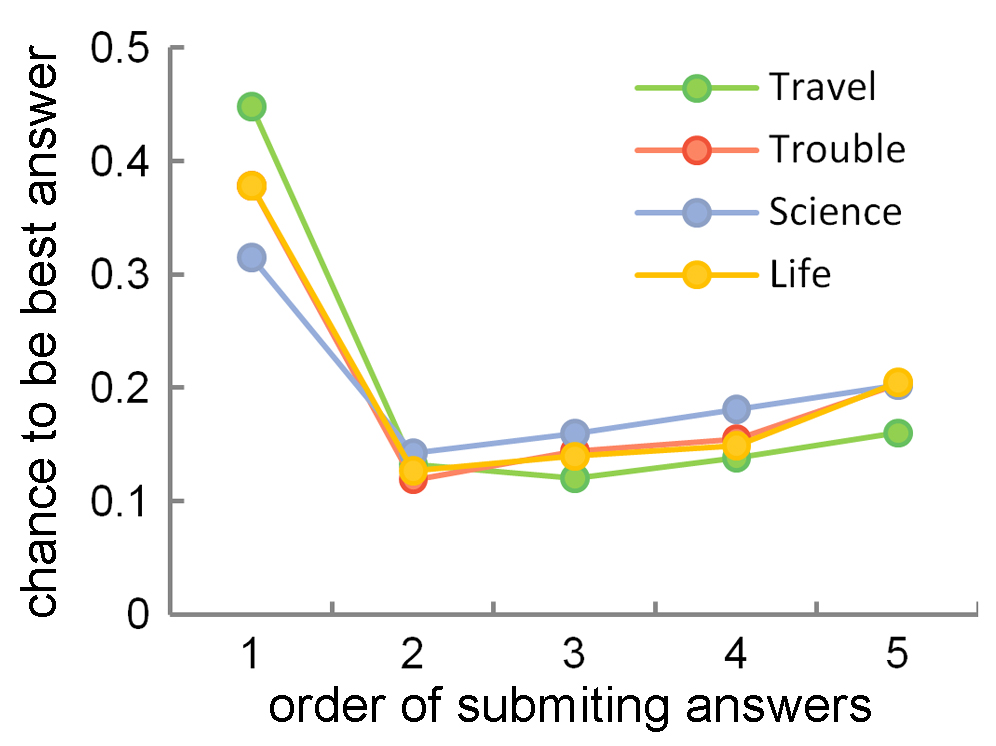 chance to be best answer
0.5
0.4
0.3
0.2
0.1
0
Travel
Trouble
Science
Life
1 2 3 4 5
order of submiting answers